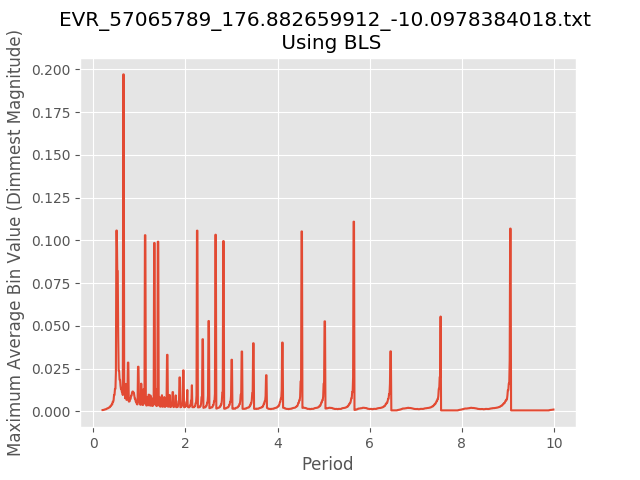 EVR_57065789_176.882659912_-10.0978384018.txt
Using BLS
Maximum Average Bin Value (Dimmest Magnitude)
0.200
0.175
0.150
0.125
0.100
0.075
0.050
0.025
0.000
0 2 4 6 8 10
Period